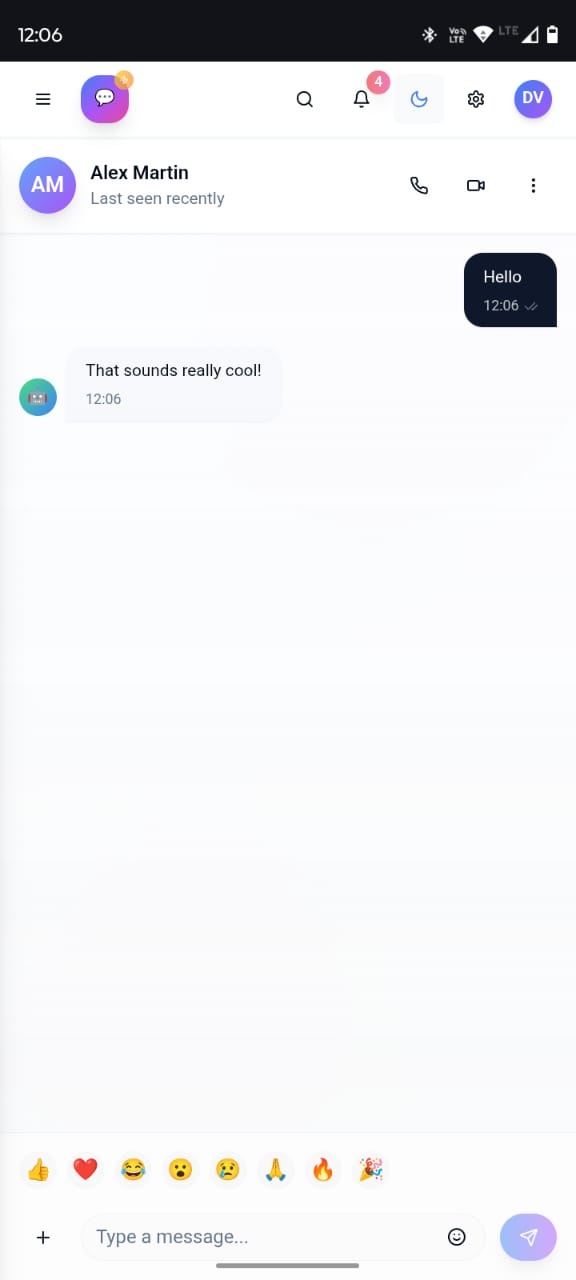 12:06
Vo LTE
LTE
4
DV
AM
Alex Martin
Last seen recently
Hello
12:06
That sounds really cool!
12:06
Type a message...